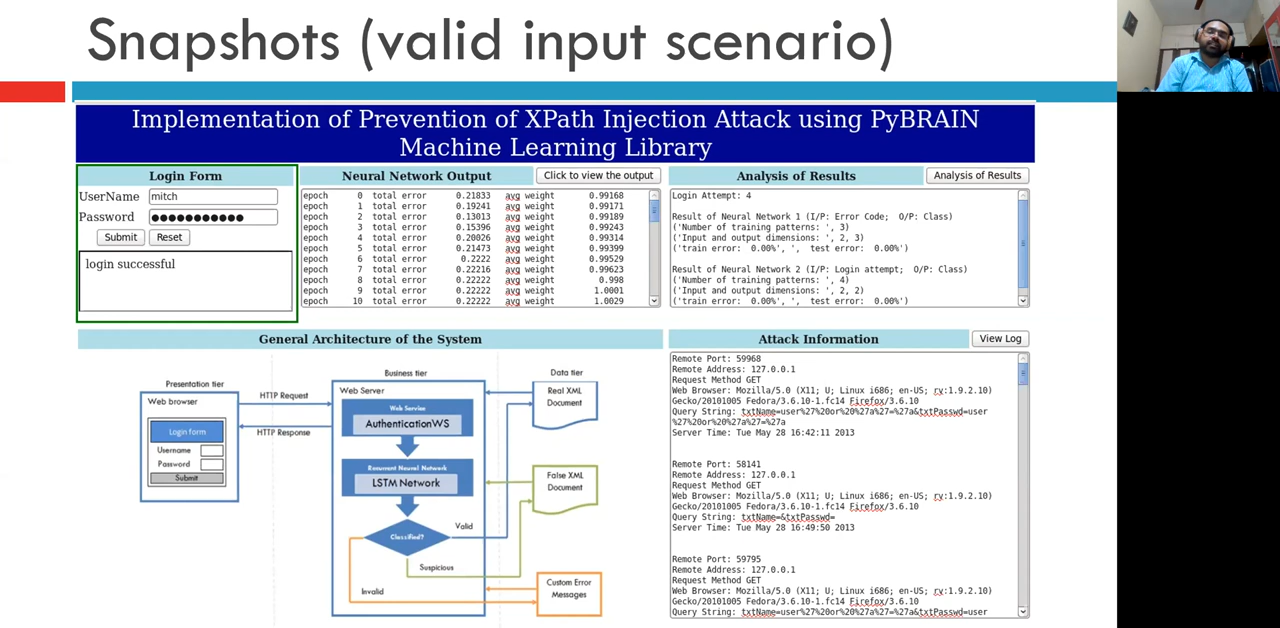 Snapshots (valid input scenario)
Implementation of Prevention of XPath Injection Attack using PyBRAIN
Machine Learning Library
Login Form
UserName mitch
Password ●●●●●●●●●●●
Submit Reset
login successful
Neural Network Output Click to view the output
epoch 0 total error 0.21833 avg weight 0.99168
epoch 1 total error 0.19241 avg weight 0.99171
epoch 2 total error 0.13013 avg weight 0.99189
epoch 3 total error 0.15396 avg weight 0.99243
epoch 4 total error 0.20026 avg weight 0.99314
epoch 5 total error 0.21473 avg weight 0.99399
epoch 6 total error 0.2222 avg weight 0.99529
epoch 7 total error 0.22216 avg weight 0.99623
epoch 8 total error 0.22222 avg weight 0.998
epoch 9 total error 0.22222 avg weight 1.0001
epoch 10 total error 0.22222 avg weight 1.0029
Analysis of Results Analysis of Results
Login Attempt: 4
Result of Neural Network 1 (I/P: Error Code; O/P: Class)
('Number of training patterns: ', 3)
('Input and output dimensions: ', 2, 3)
('train error: 0.00%', ', test error: 0.00%')
Result of Neural Network 2 (I/P: Login attempt; O/P: Class)
('Number of training patterns: ', 4)
('Input and output dimensions: ', 2, 2)
('train error: 0.00%', ', test error: 0.00%')
General Architecture of the System
Presentation tier
Web browser
Login form
Username
Password
Submit
HTTP Request
HTTP Response
Business tier
Web Server
Web Service
AuthenticationWS
Recurrent Neural Network
LSTM Network
Classified?
Valid
Suspicious
Invalid
Data tier
Real XML
Document
False XML
Document
Custom Error
Messages
Attack Information View Log
Remote Port: 59968
Remote Address: 127.0.0.1
Request Method GET
Web Browser: Mozilla/5.0 (X11; U; Linux i686; en-US; rv:1.9.2.10)
Gecko/20101005 Fedora/3.6.10-1.fc14 Firefox/3.6.10
Query String: txtName=user%27%20or%20%27a%27=%27a&txtPasswd=user
%27%20or%20%27a%27=%27a
Server Time: Tue May 28 16:42:11 2013
Remote Port: 58141
Remote Address: 127.0.0.1
Request Method GET
Web Browser: Mozilla/5.0 (X11; U; Linux i686; en-US; rv:1.9.2.10)
Gecko/20101005 Fedora/3.6.10-1.fc14 Firefox/3.6.10
Query String: txtName=&txtPasswd=
Server Time: Tue May 28 16:49:50 2013
Remote Port: 59795
Remote Address: 127.0.0.1
Request Method GET
Web Browser: Mozilla/5.0 (X11; U; Linux i686; en-US; rv:1.9.2.10)
Gecko/20101005 Fedora/3.6.10-1.fc14 Firefox/3.6.10
Query String: txtName=user%27%20or%20%27a%27=%27a&txtPasswd=user